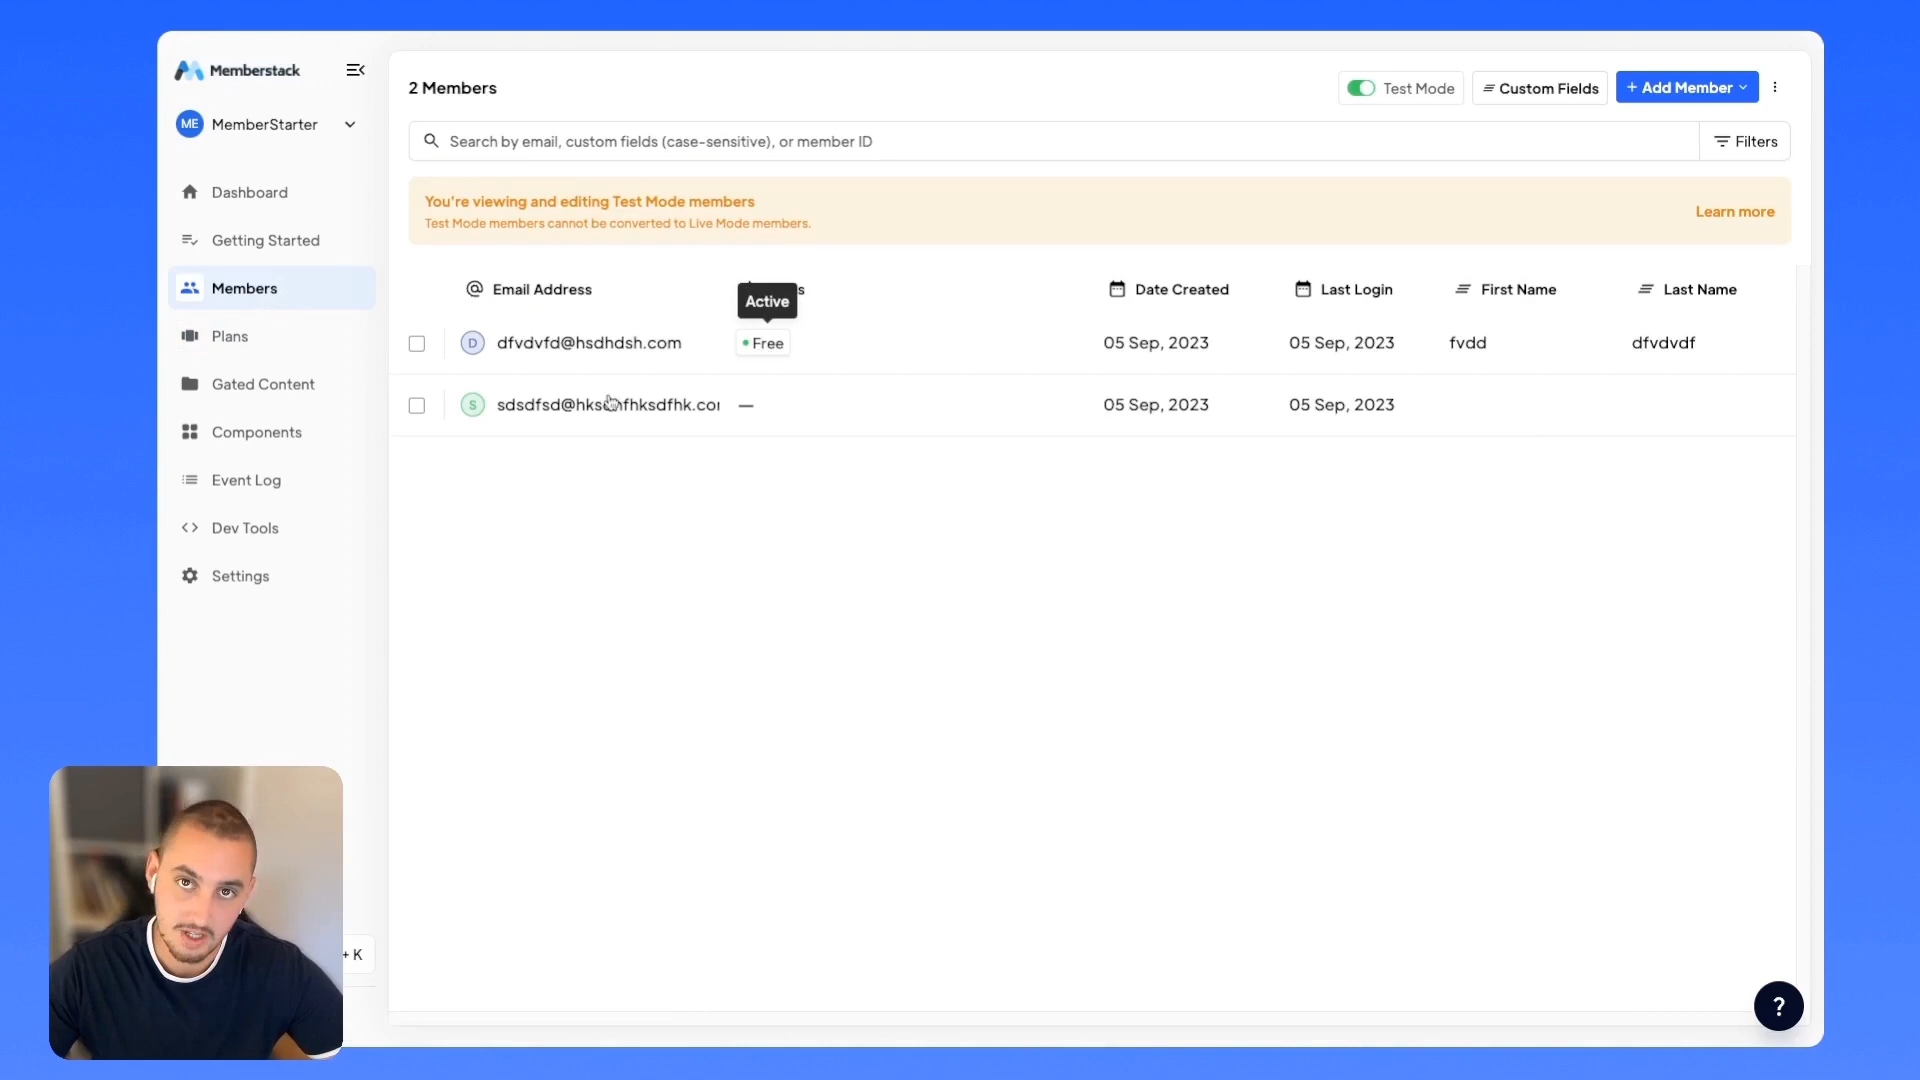 Memberstack
ME MemberStarter
Dashboard
Getting Started
Members
Plans
Gated Content
Components
Event Log
Dev Tools
Settings
+ K
2 Members
Test Mode
Custom Fields
+ Add Member
Search by email, custom fields (case-sensitive), or member ID
Filters
You're viewing and editing Test Mode members
Test Mode members cannot be converted to Live Mode members.
Learn more
Email Address
Date Created
Last Login
First Name
Last Name
Active
D dfvdvfd@hsdhdsh.com Free 05 Sep, 2023 05 Sep, 2023 fvdd dfvdvdf
S — 05 Sep, 2023 05 Sep, 2023
?